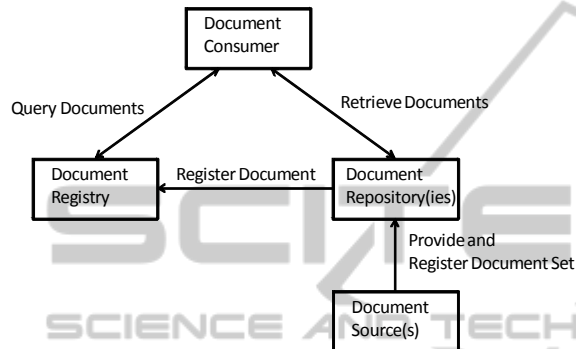 Document
Consumer
Query Documents
Retrieve Documents
Document
Registry
Register Document
Document
Repository(ies)
Provide and
Register Document Set
Document
Source(s)
SCITE
SCIENCE AND TECH